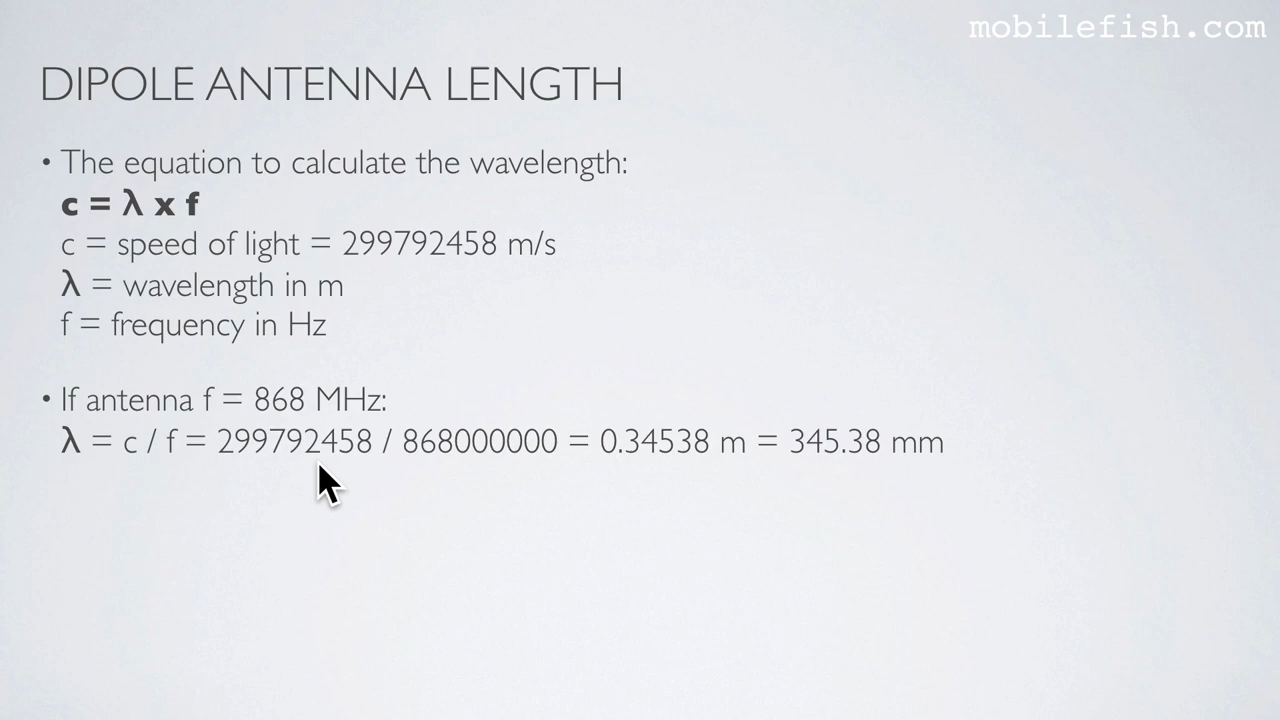 mobilefish.com
DIPOLE ANTENNA LENGTH
• The equation to calculate the wavelength:
c = λ x f
c = speed of light = 299792458 m/s
λ = wavelength in m
f = frequency in Hz
• If antenna f = 868 MHz:
λ = c / f = 299792458 / 868000000 = 0.34538 m = 345.38 mm